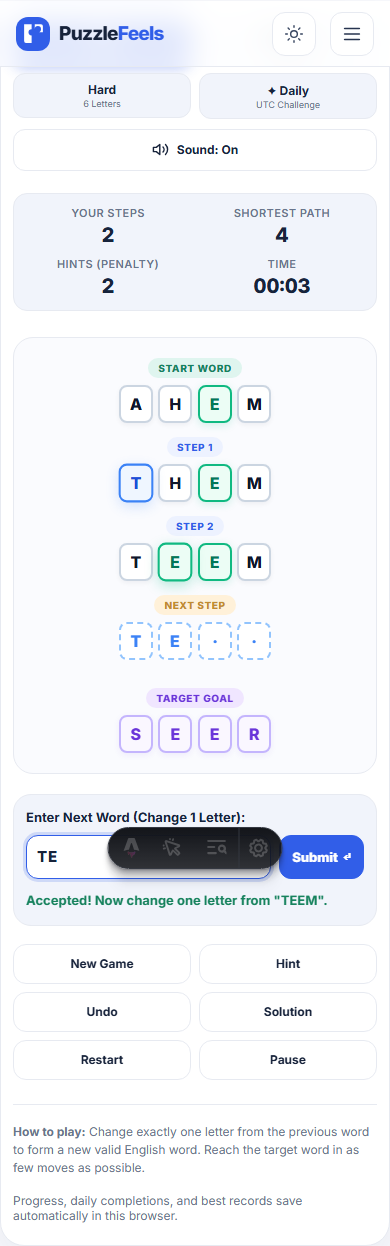 PuzzleFeels
Hard
6 Letters
✦ Daily
UTC Challenge
Sound: On
YOUR STEPS
2
SHORTEST PATH
4
HINTS (PENALTY)
2
TIME
00:03
START WORD
A H E M
STEP 1
T H E M
STEP 2
T E E M
NEXT STEP
T E · ·
TARGET GOAL
S E E R
Enter Next Word (Change 1 Letter):
TE
Submit ⏎
Accepted! Now change one letter from "TEEM".
New Game
Hint
Undo
Solution
Restart
Pause
How to play: Change exactly one letter from the previous word
to form a new valid English word. Reach the target word in as
few moves as possible.
Progress, daily completions, and best records save
automatically in this browser.